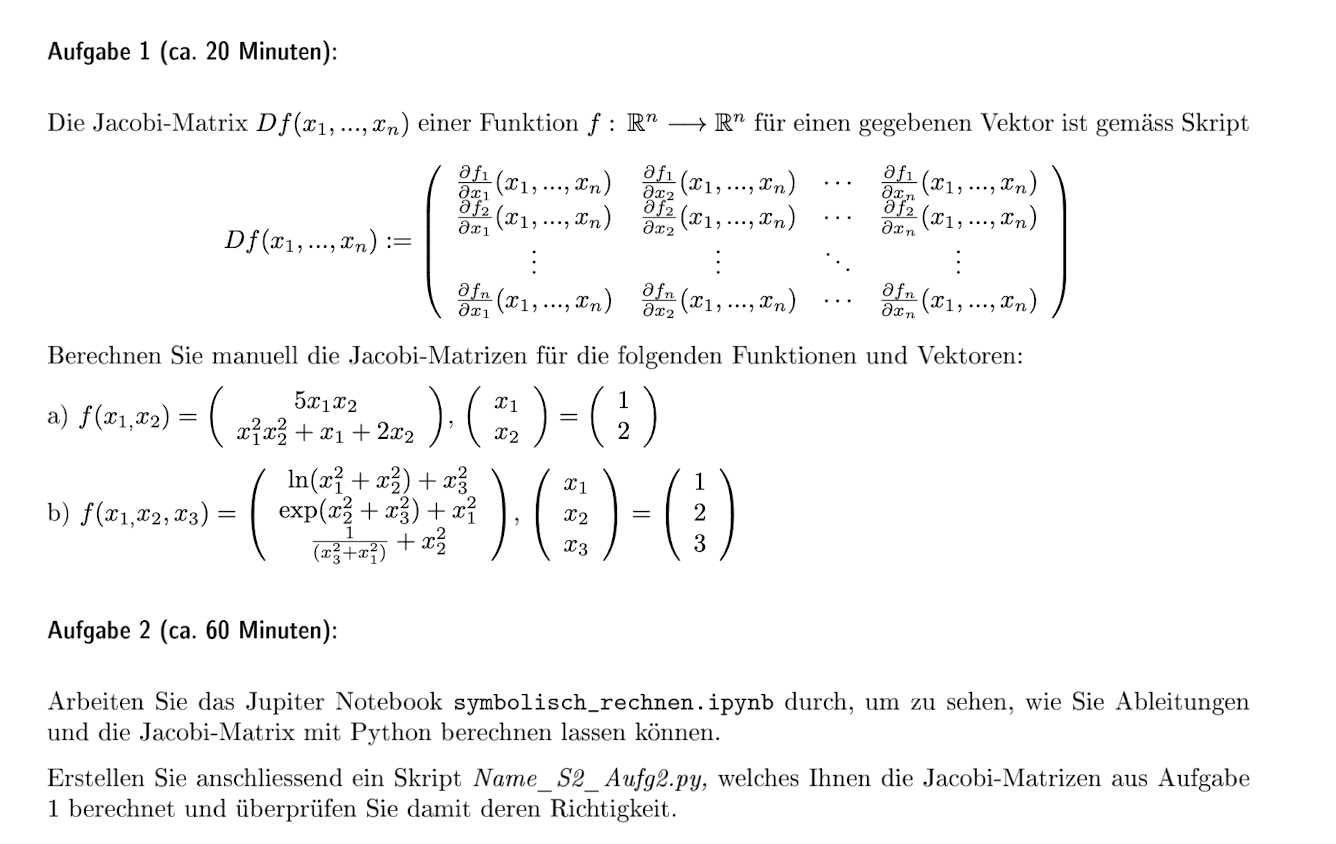 Aufgabe 1 (ca. 20 Minuten):
Die Jacobi-Matrix $Df(x_1, ..., x_n)$ einer Funktion $f : \mathbb{R}^n \longrightarrow \mathbb{R}^n$ für einen gegebenen Vektor ist gemäss Skript
$Df(x_1, ..., x_n) := \begin{pmatrix} \frac{\partial f_1}{\partial x_1}(x_1, ..., x_n) & \frac{\partial f_1}{\partial x_2}(x_1, ..., x_n) & \cdots & \frac{\partial f_1}{\partial x_n}(x_1, ..., x_n) \\ \frac{\partial f_2}{\partial x_1}(x_1, ..., x_n) & \frac{\partial f_2}{\partial x_2}(x_1, ..., x_n) & \cdots & \frac{\partial f_2}{\partial x_n}(x_1, ..., x_n) \\ \vdots & \vdots & \ddots & \vdots \\ \frac{\partial f_n}{\partial x_1}(x_1, ..., x_n) & \frac{\partial f_n}{\partial x_2}(x_1, ..., x_n) & \cdots & \frac{\partial f_n}{\partial x_n}(x_1, ..., x_n) \end{pmatrix}$
Berechnen Sie manuell die Jacobi-Matrizen für die folgenden Funktionen und Vektoren:
a) $f(x_{1,}x_2) = \begin{pmatrix} 5x_1x_2 \\ x_1^2x_2^2 + x_1 + 2x_2 \end{pmatrix}, \begin{pmatrix} x_1 \\ x_2 \end{pmatrix} = \begin{pmatrix} 1 \\ 2 \end{pmatrix}$
b) $f(x_{1,}x_2, x_3) = \begin{pmatrix} \ln(x_1^2 + x_2^2) + x_3^2 \\ \exp(x_2^2 + x_3^2) + x_1^2 \\ \frac{1}{(x_3^2+x_1^2)} + x_2^2 \end{pmatrix}, \begin{pmatrix} x_1 \\ x_2 \\ x_3 \end{pmatrix} = \begin{pmatrix} 1 \\ 2 \\ 3 \end{pmatrix}$
Aufgabe 2 (ca. 60 Minuten):
Arbeiten Sie das Jupiter Notebook symbolisch_rechnen.ipynb durch, um zu sehen, wie Sie Ableitungen
und die Jacobi-Matrix mit Python berechnen lassen können.
Erstellen Sie anschliessend ein Skript Name_S2_Aufg2.py, welches Ihnen die Jacobi-Matrizen aus Aufgabe
1 berechnet und überprüfen Sie damit deren Richtigkeit.